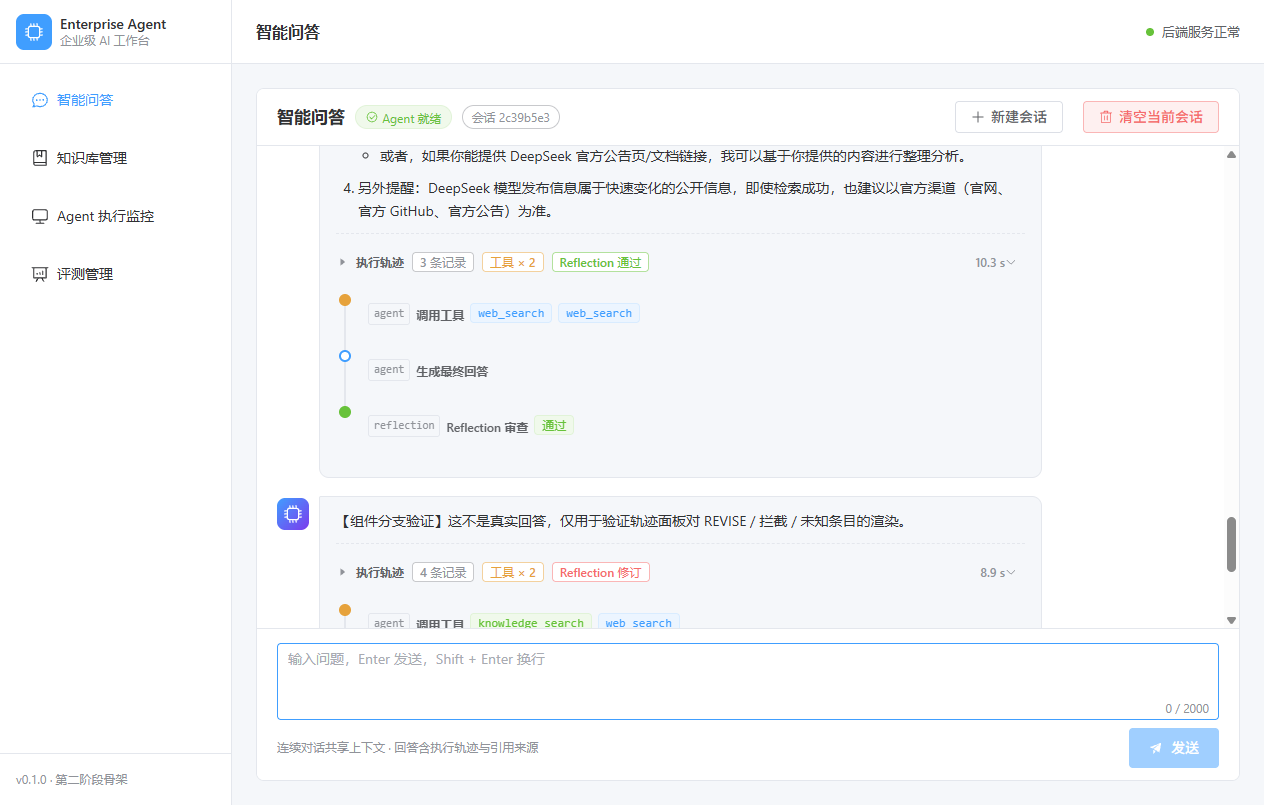 Enterprise Agent
企业级 AI 工作台
智能问答
知识库管理
Agent 执行监控
评测管理
v0.1.0 · 第二阶段骨架
智能问答
后端服务正常
智能问答
Agent 就绪
会话 2c39b5e3
新建会话
清空当前会话
或者，如果你能提供 DeepSeek 官方公告页/文档链接，我可以基于你提供的内容进行整理分析。
4. 另外提醒：DeepSeek 模型发布信息属于快速变化的公开信息，即使检索成功，也建议以官方渠道（官网、
官方 GitHub、官方公告）为准。
执行轨迹 3 条记录 工具 × 2 Reflection 通过 10.3 s
agent 调用工具 web_search web_search
agent 生成最终回答
reflection Reflection 审查 通过
【组件分支验证】这不是真实回答，仅用于验证轨迹面板对 REVISE / 拦截 / 未知条目的渲染。
执行轨迹 4 条记录 工具 × 2 Reflection 修订 8.9 s
agent 调用工具 knowledge_search web_search
输入问题，Enter 发送，Shift + Enter 换行
0 / 2000
连续对话共享上下文 · 回答含执行轨迹与引用来源
发送